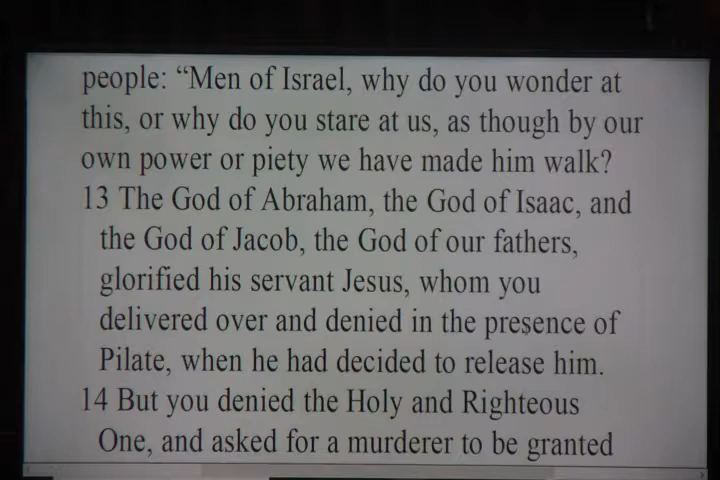 people: “Men of Israel, why do you wonder at
this, or why do you stare at us, as though by our
own power or piety we have made him walk?
13 The God of Abraham, the God of Isaac, and
the God of Jacob, the God of our fathers,
glorified his servant Jesus, whom you
delivered over and denied in the presence of
Pilate, when he had decided to release him.
14 But you denied the Holy and Righteous
One, and asked for a murderer to be granted